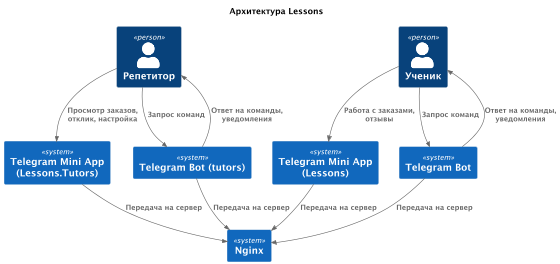 Архитектура Lessons
«person»
Репетитор
«person»
Ученик
Просмотр заказов,
отклик, настройка
Запрос команд
Ответ на команды,
уведомления
Работа с заказами,
отзывы
Запрос команд
Ответ на команды,
уведомления
«system»
Telegram Mini App
(Lessons.Tutors)
«system»
Telegram Bot (tutors)
«system»
Telegram Mini App
(Lessons)
«system»
Telegram Bot
Передача на сервер
Передача на сервер
Передача на сервер
Передача на сервер
«system»
Nginx